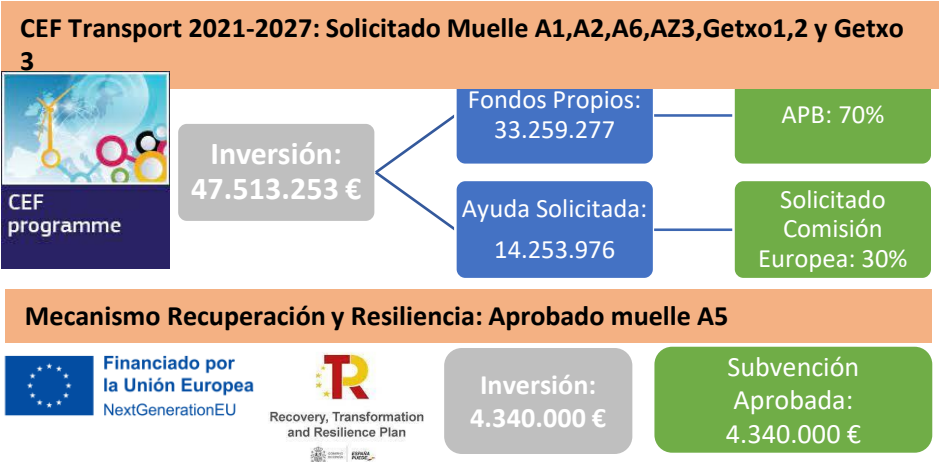 CEF Transport 2021-2027: Solicitado Muelle A1,A2,A6,AZ3,Getxo1,2 y Getxo
3
CEF
programme
Inversión:
47.513.253 €
Fondos Propios:
33.259.277
APB: 70%
Ayuda Solicitada:
14.253.976
Solicitado
Comisión
Europea: 30%
Mecanismo Recuperación y Resiliencia: Aprobado muelle A5
Financiado por
la Unión Europea
NextGenerationEU
Recovery, Transformation
and Resilience Plan
Inversión:
4.340.000 €
Subvención
Aprobada:
4.340.000 €